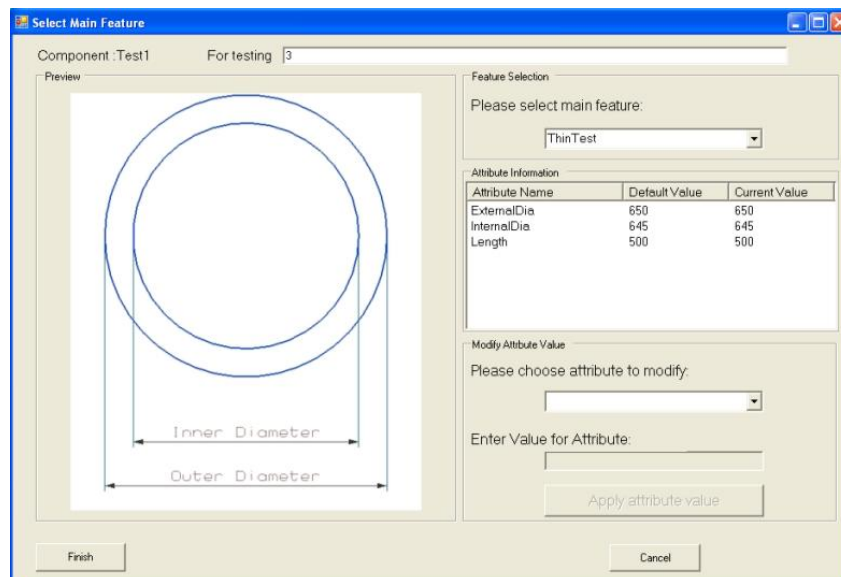 Select Main Feature
Component :Test1 For testing 3
Preview
Inner Diameter
Outer Diameter
Feature Selection
Please select main feature:
ThinTest
Attribute Information
Attribute Name Default Value Current Value
ExternalDia 650 650
InternalDia 645 645
Length 500 500
Modify Attribute Value
Please choose attribute to modify:
Enter Value for Attribute:
Apply attribute value
Finish Cancel